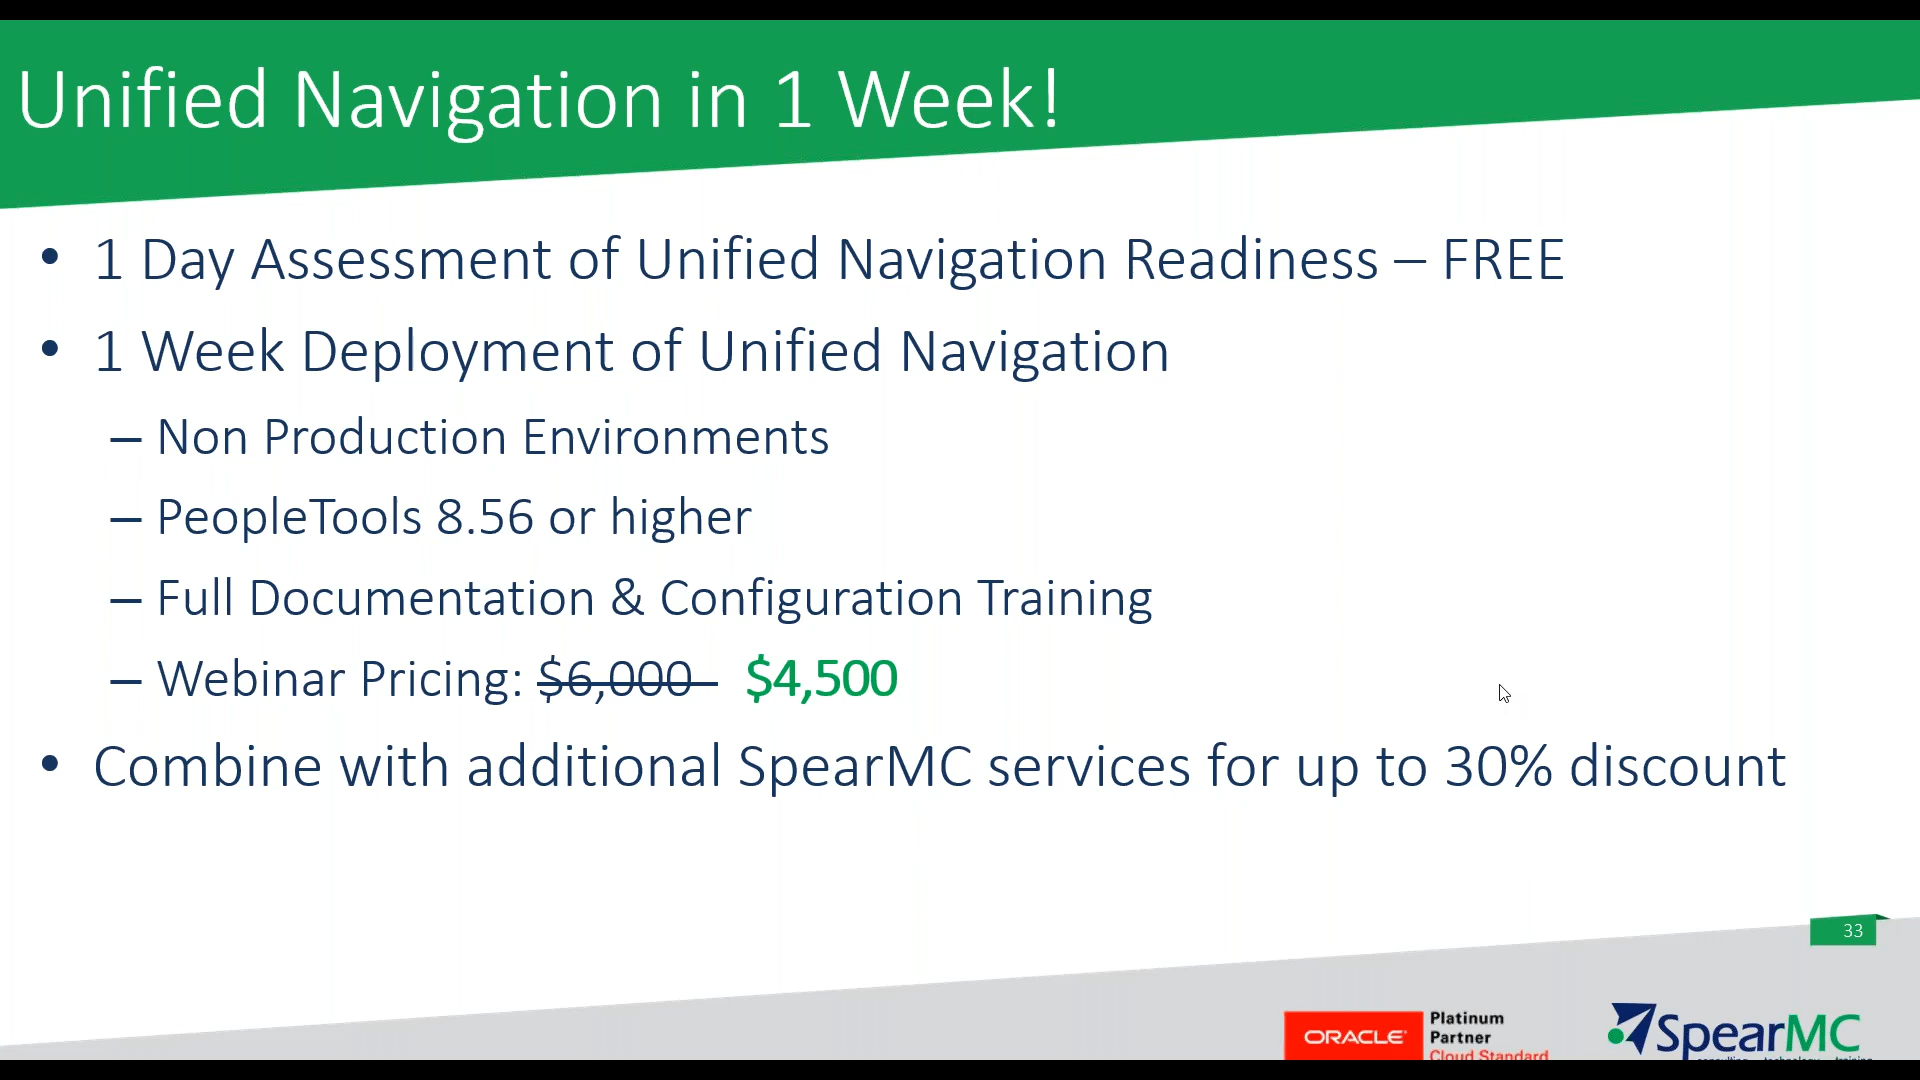 Unified Navigation in 1 Week!
• 1 Day Assessment of Unified Navigation Readiness – FREE
• 1 Week Deployment of Unified Navigation
– Non Production Environments
– PeopleTools 8.56 or higher
– Full Documentation & Configuration Training
– Webinar Pricing: $6,000 $4,500
• Combine with additional SpearMC services for up to 30% discount
33
ORACLE
Platinum
Partner
Cloud Standard
SpearMC